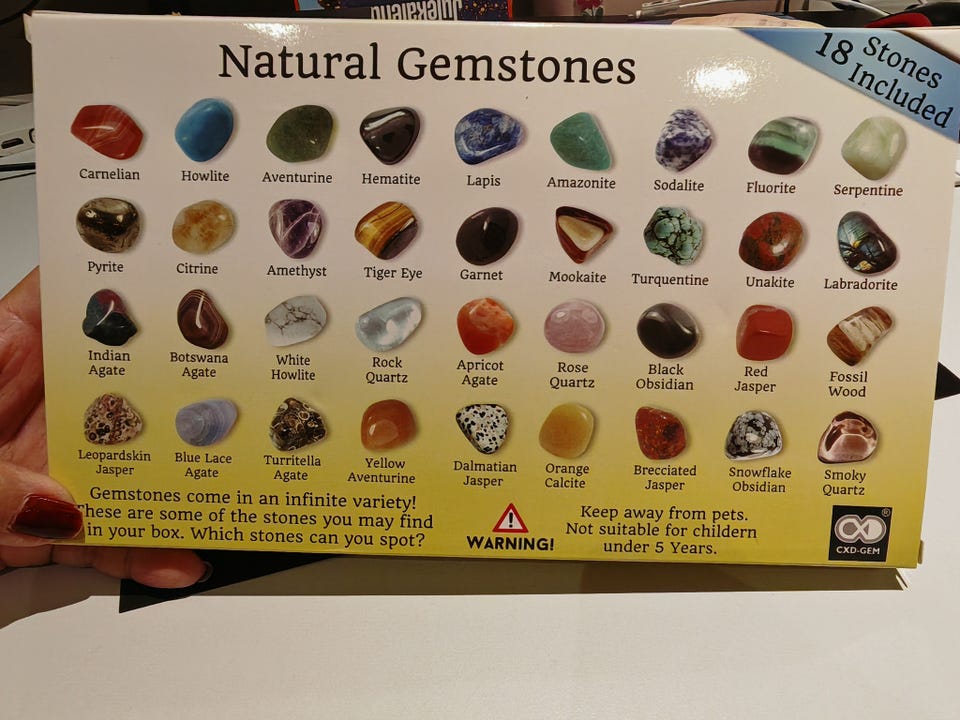 Julekalend
Natural Gemstones
18 Stones
Included
Carnelian Howlite Aventurine Hematite Lapis Amazonite Sodalite Fluorite Serpentine
Pyrite Citrine Amethyst Tiger Eye Garnet Mookaite Turquentine Unakite Labradorite
Indian Agate
Botswana Agate
White Howlite
Rock Quartz
Apricot Agate
Rose Quartz
Black Obsidian
Red Jasper
Fossil Wood
Leopardskin Jasper
Blue Lace Agate
Turritella Agate
Yellow Aventurine
Dalmatian Jasper
Orange Calcite
Brecciated Jasper
Snowflake Obsidian
Smoky Quartz
Gemstones come in an infinite variety!
These are some of the stones you may find
in your box. Which stones can you spot?
WARNING!
Keep away from pets.
Not suitable for childern
under 5 Years.
®
CXD-GEM